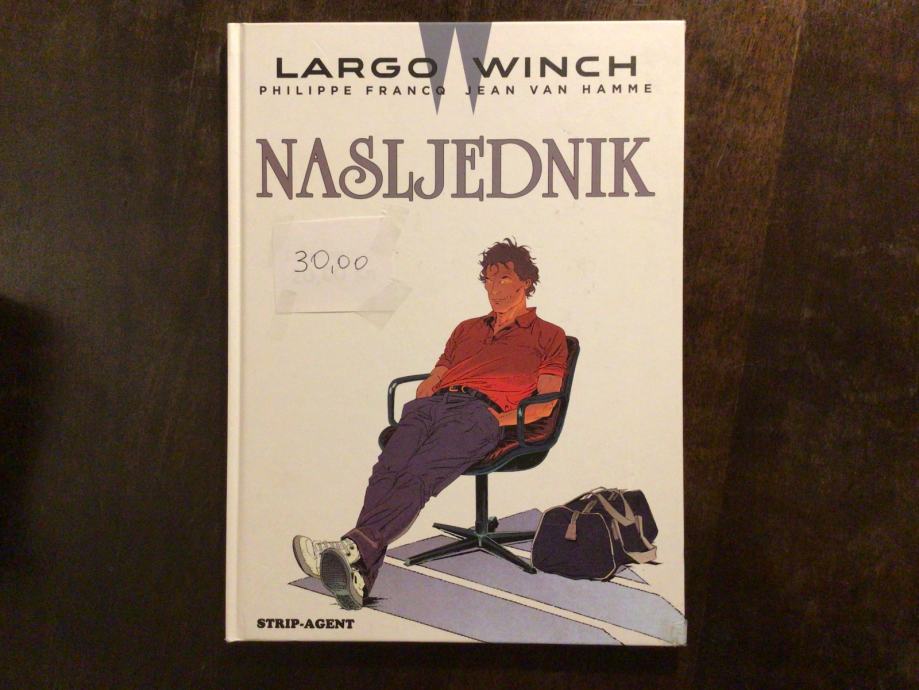 LARGO WINCH
PHILIPPE FRANCQ JEAN VAN HAMME
NASLJEDNIK
30,00
STRIP-AGENT